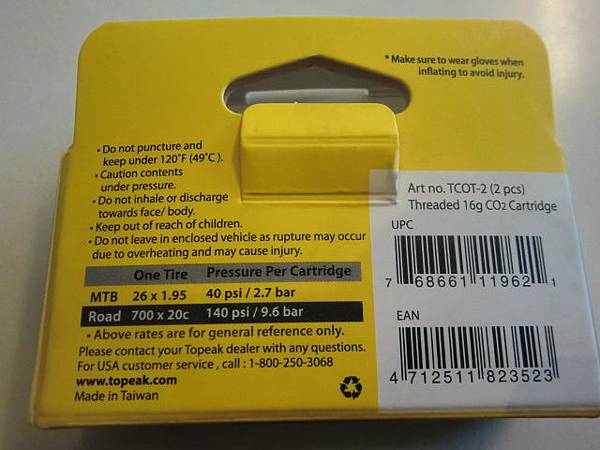 * Make sure to wear gloves when
inflating to avoid injury.
• Do not puncture and
keep under 120˚F (49˚C ).
• Caution contents
under pressure.
• Do not inhale or discharge
towards face/ body.
• Keep out of reach of children.
• Do not leave in enclosed vehicle as rupture may occur
due to overheating and may cause injury.
One Tire Pressure Per Cartridge
MTB 26 x 1.95 40 psi / 2.7 bar
Road 700 x 20c 140 psi / 9.6 bar
• Above rates are for general reference only.
Please contact your Topeak dealer with any questions.
For USA customer service , call : 1-800-250-3068
www.topeak.com
Made in Taiwan
Art no. TCOT-2 (2 pcs)
Threaded 16g CO2 Cartridge
UPC
7 68661 11962 1
EAN
4 712511 823523